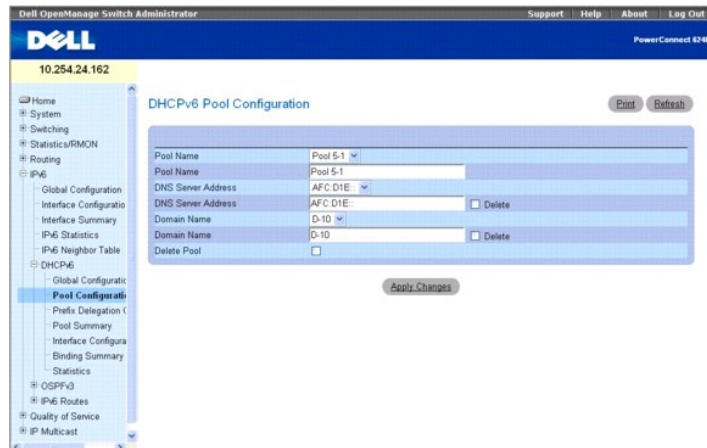 Dell OpenManage Switch Administrator
Support Help About Log Out
DELL
PowerConnect 624
10.254.24.162
Home
System
Switching
Statistics/RMON
Routing
IPv6
Global Configuration
Interface Configuratio
Interface Summary
IPv6 Statistics
IPv6 Neighbor Table
DHCPv6
Global Configuratic
Pool Configuratio
Prefix Delegation C
Pool Summary
Interface Configura
Binding Summary
Statistics
OSPFv3
IPv6 Routes
Quality of Service
IP Multicast
DHCPv6 Pool Configuration
Print Refresh
Pool Name Pool 5-1
Pool Name Pool 5-1
DNS Server Address AFC:D1E::
DNS Server Address AFC:D1E:: Delete
Domain Name D-10
Domain Name D-10 Delete
Delete Pool
Apply Changes